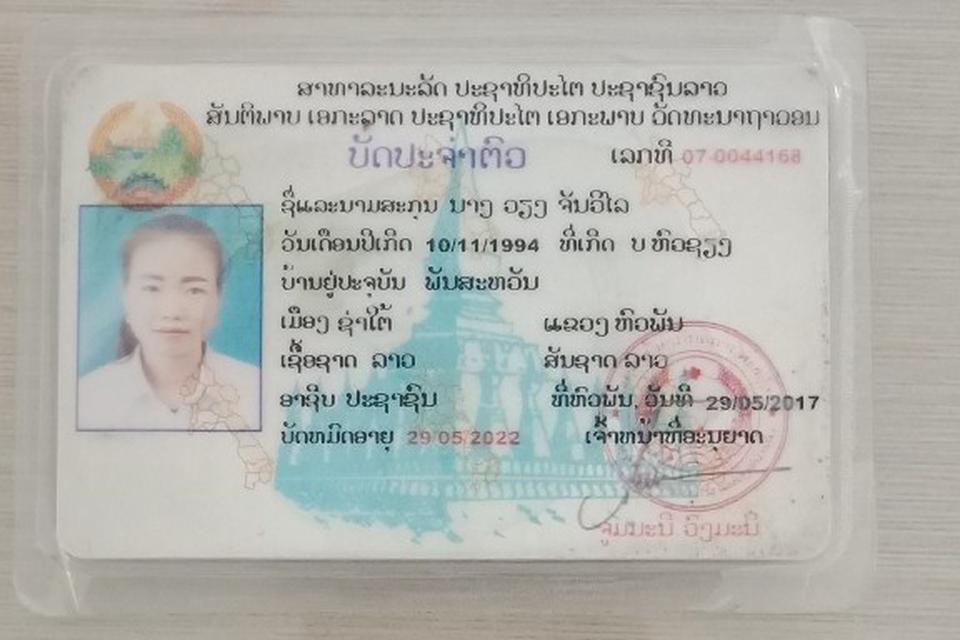 ສາທາລະນະລັດ ປະຊາທິປະໄຕ ປະຊາຊົນລາວ
ສັນຕິພາບ ເອກະລາດ ປະຊາທິປະໄຕ ເອກະພາບ ວັດທະນາຖາວອນ
ບັດປະຈຳຕົວ ເລກທີ 07-0044168
ຊື່ແລະນາມສະກຸນ ນາງ ວຽງ ຈັນວິໄລ
ວັນເດືອນປີເກີດ 10/11/1994 ທີ່ເກີດ ບ ຫົວຊຽງ
ບ້ານຢູ່ປະຈຸບັນ ພັນສະຫວັນ
ເມືອງ ຊຳໃຕ້ ແຂວງ ຫົວພັນ
ເຊື້ອຊາດ ລາວ ສັນຊາດ ລາວ
ອາຊີບ ປະຊາຊົນ ທີ່ຫົວພັນ, ວັນທີ 29/05/2017
ບັດຫມົດອາຍຸ 29/05/2022 ເຈົ້າຫນ້າທີ່ອະນຸຍາດ
ຈູມມະນີ ວົງມະນີ